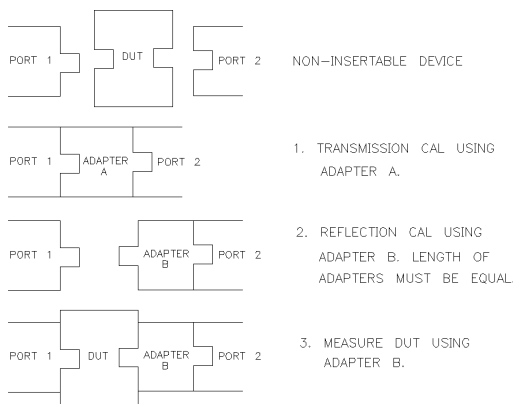 PORT 1 DUT PORT 2 NON-INSERTABLE DEVICE
PORT 1 ADAPTER A PORT 2
1. TRANSMISSION CAL USING
ADAPTER A.
PORT 1 ADAPTER B PORT 2
2. REFLECTION CAL USING
ADAPTER B. LENGTH OF
ADAPTERS MUST BE EQUAL.
PORT 1 DUT ADAPTER B PORT 2
3. MEASURE DUT USING
ADAPTER B.